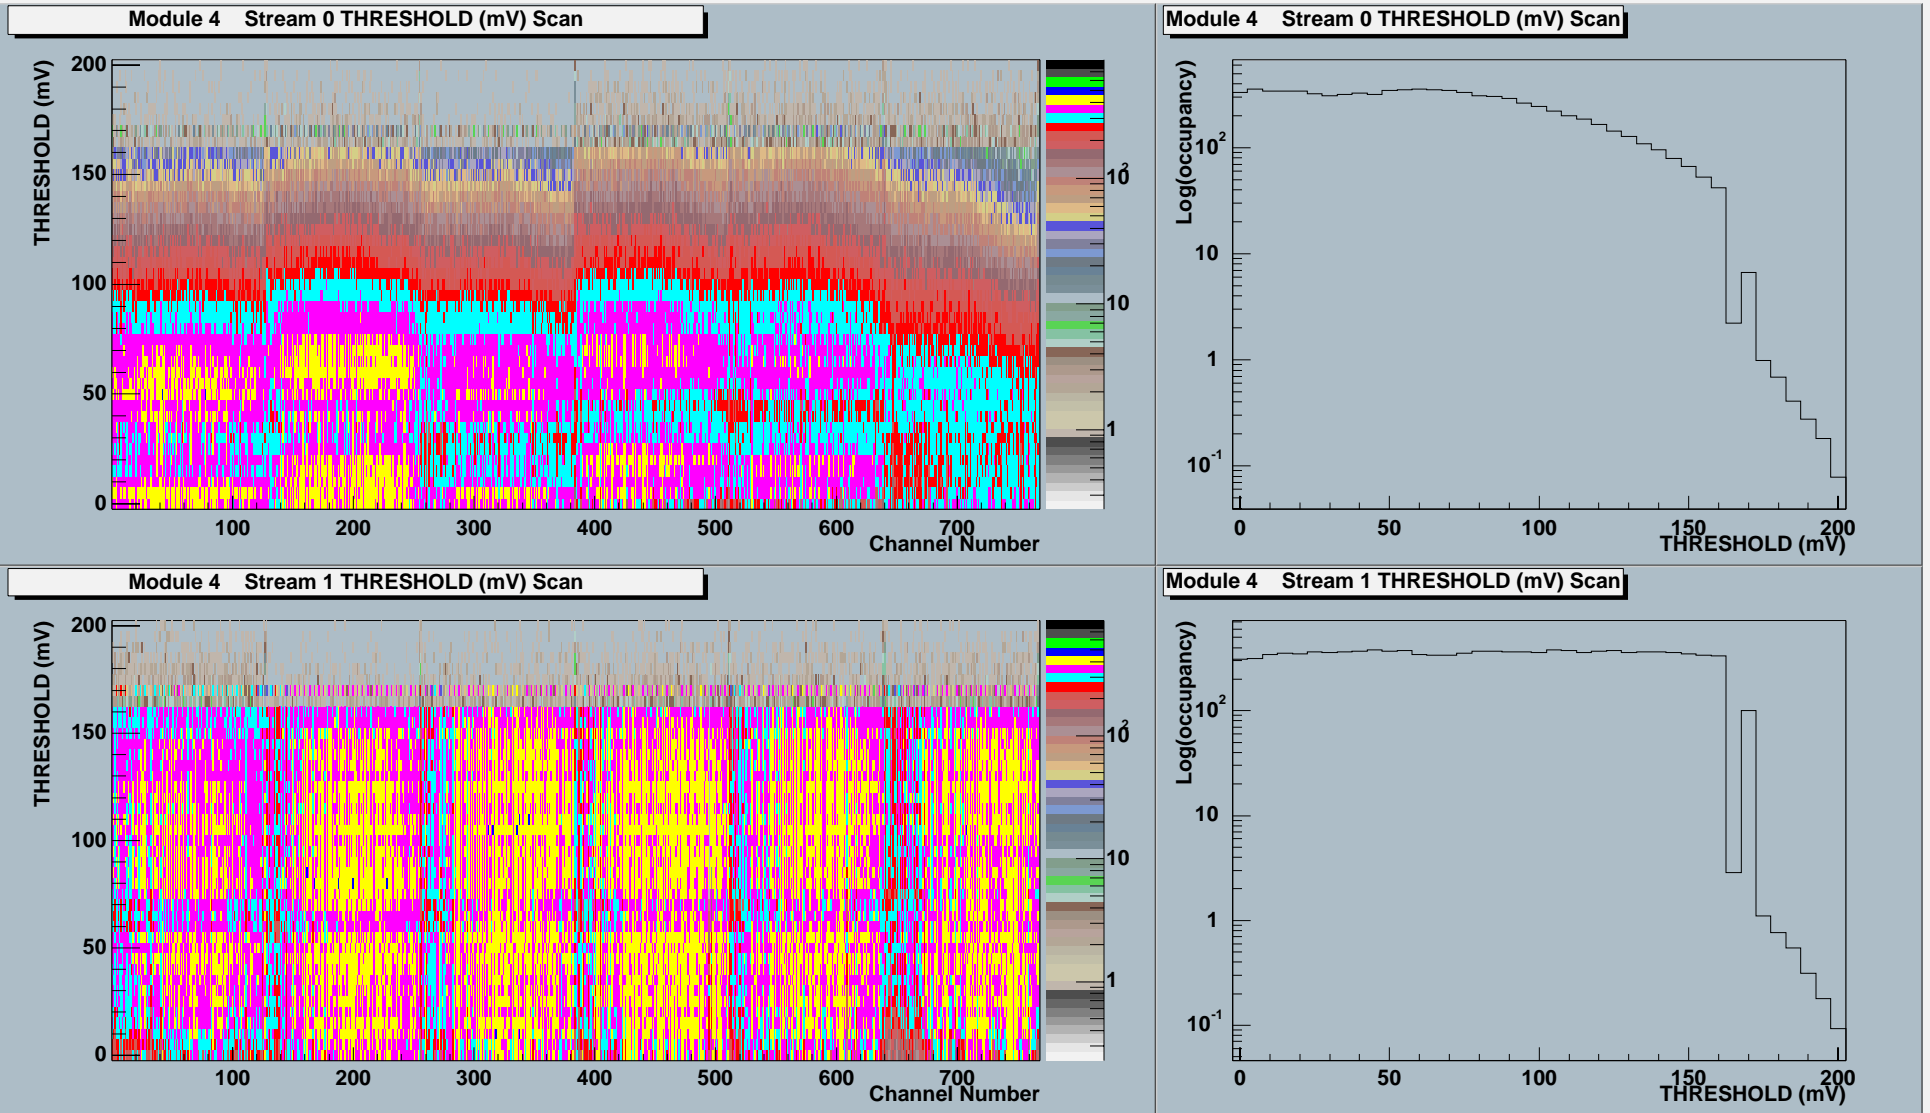 Module 4    Stream 0 THRESHOLD (mV) Scan
THRESHOLD (mV)
200
150
100
50
0
100 200 300 400 500 600 700
Channel Number
10²
10
1
Module 4    Stream 0 THRESHOLD (mV) Scan
Log(occupancy)
10²
10
1
10⁻¹
0 50 100 150 200
THRESHOLD (mV)
Module 4    Stream 1 THRESHOLD (mV) Scan
THRESHOLD (mV)
200
150
100
50
0
100 200 300 400 500 600 700
Channel Number
10²
10
1
Module 4    Stream 1 THRESHOLD (mV) Scan
Log(occupancy)
10²
10
1
10⁻¹
0 50 100 150 200
THRESHOLD (mV)